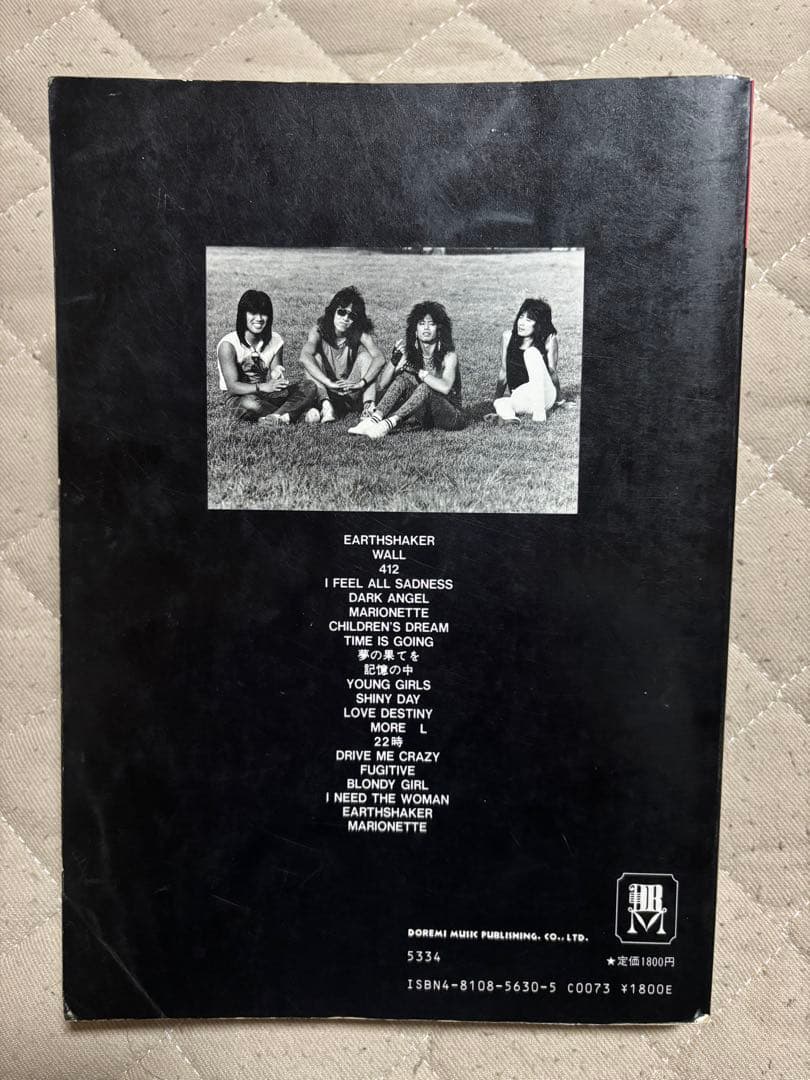 EARTHSHAKER
WALL
412
I FEEL ALL SADNESS
DARK ANGEL
MARIONETTE
CHILDREN'S DREAM
TIME IS GOING
夢の果てを
記憶の中
YOUNG GIRLS
SHINY DAY
LOVE DESTINY
MORE L
22時
DRIVE ME CRAZY
FUGITIVE
BLONDY GIRL
I NEED THE WOMAN
EARTHSHAKER
MARIONETTE
DRM
DOREMI MUSIC PUBLISHING. CO., LTD.
5334 ★定価1800円
ISBN4-8108-5630-5 C0073 ¥1800E